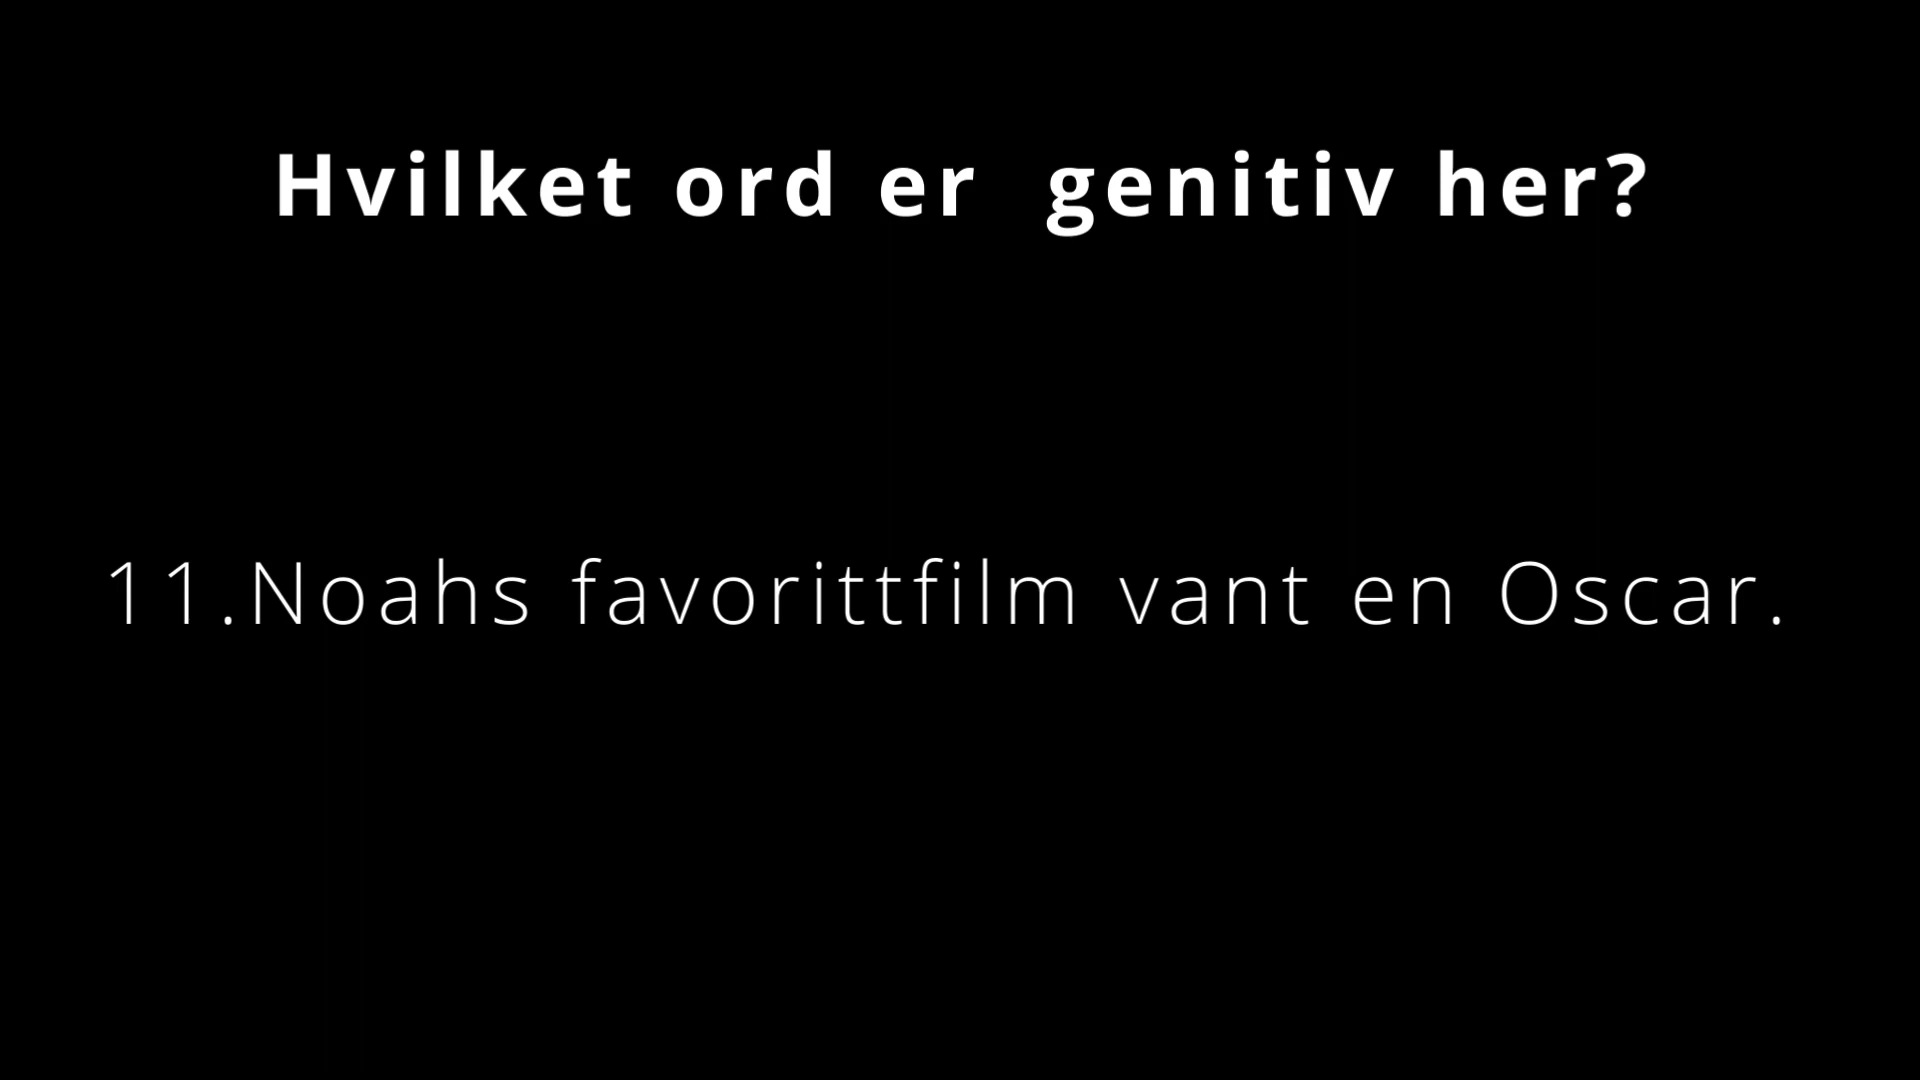 Hvilket ord er  genitiv her?
11.Noahs favorittfilm vant en Oscar.